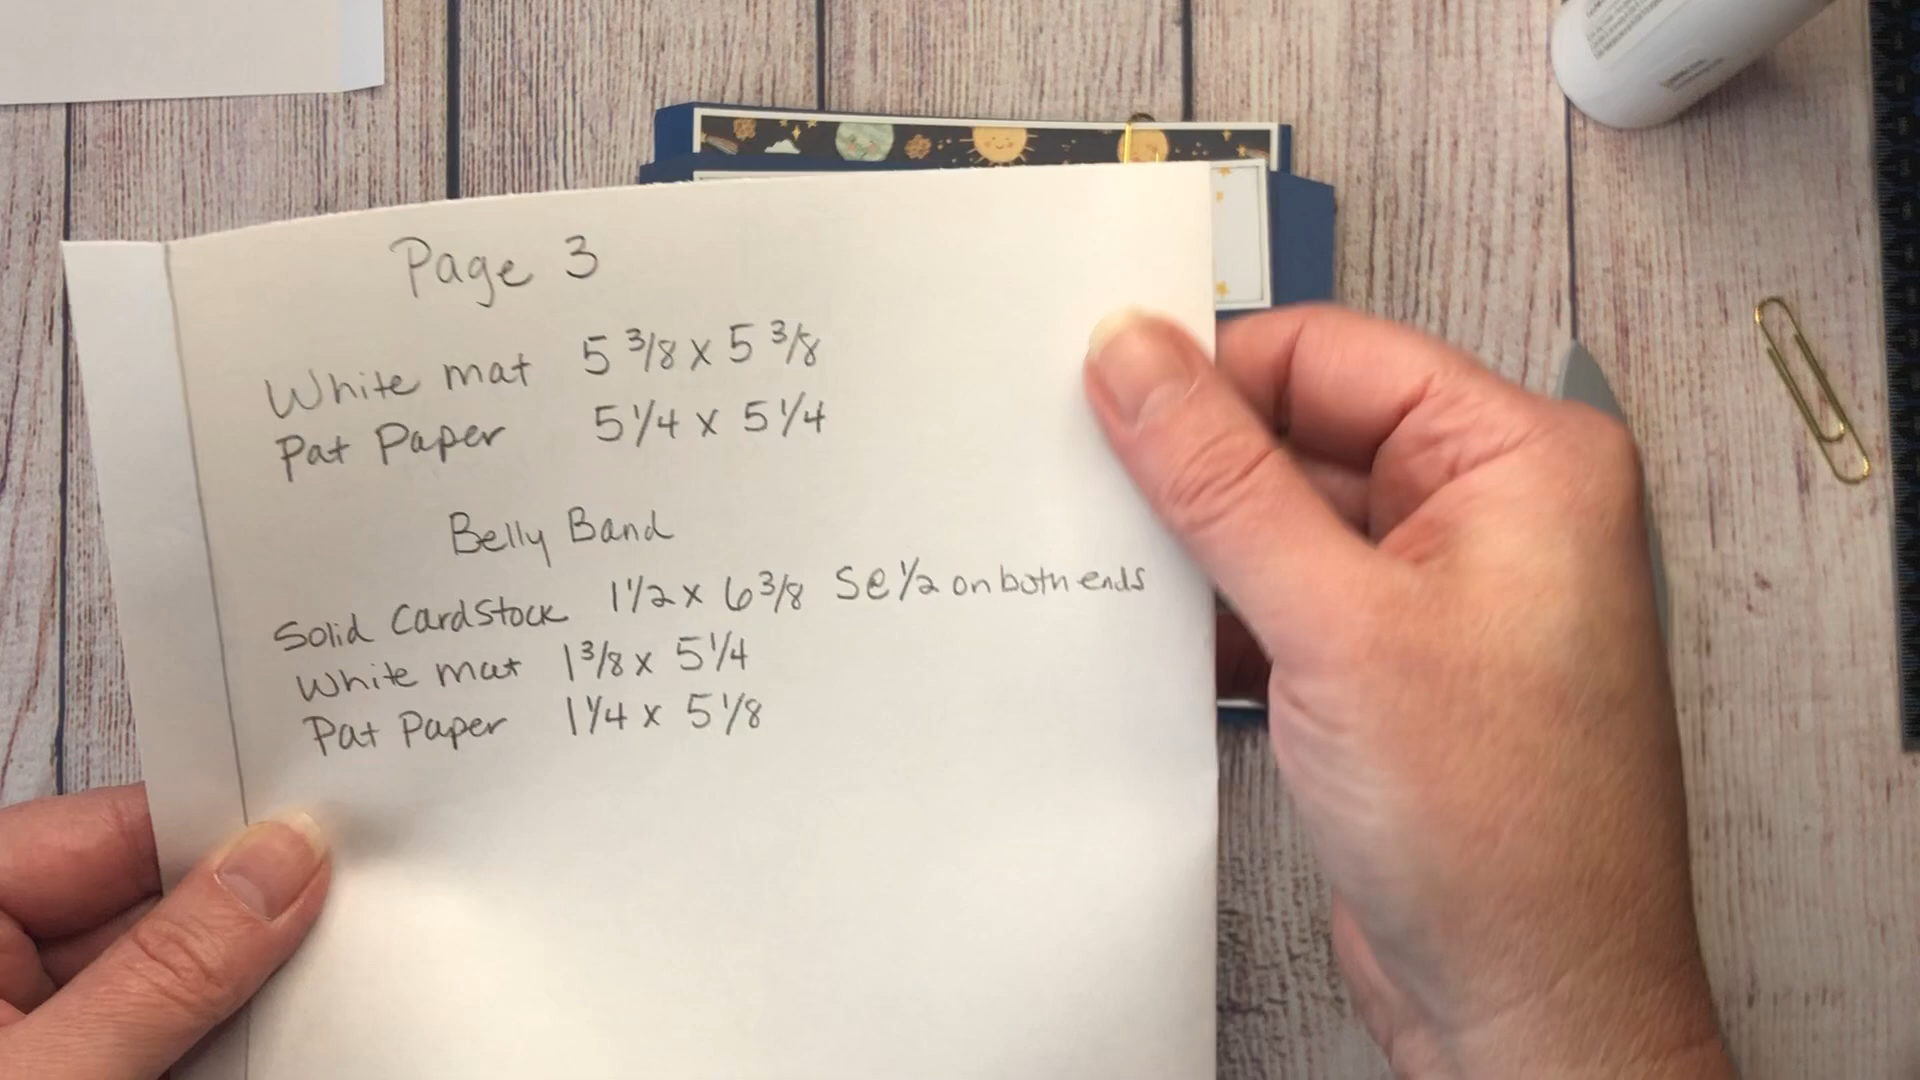 Page 3
White mat 5 3/8 x 5 3/8
Pat Paper 5 1/4 x 5 1/4
Belly Band
Solid Cardstock 1 1/2 x 6 3/8 Sc 1/2 on both ends
White mat 1 3/8 x 5 1/4
Pat Paper 1 1/4 x 5 1/8